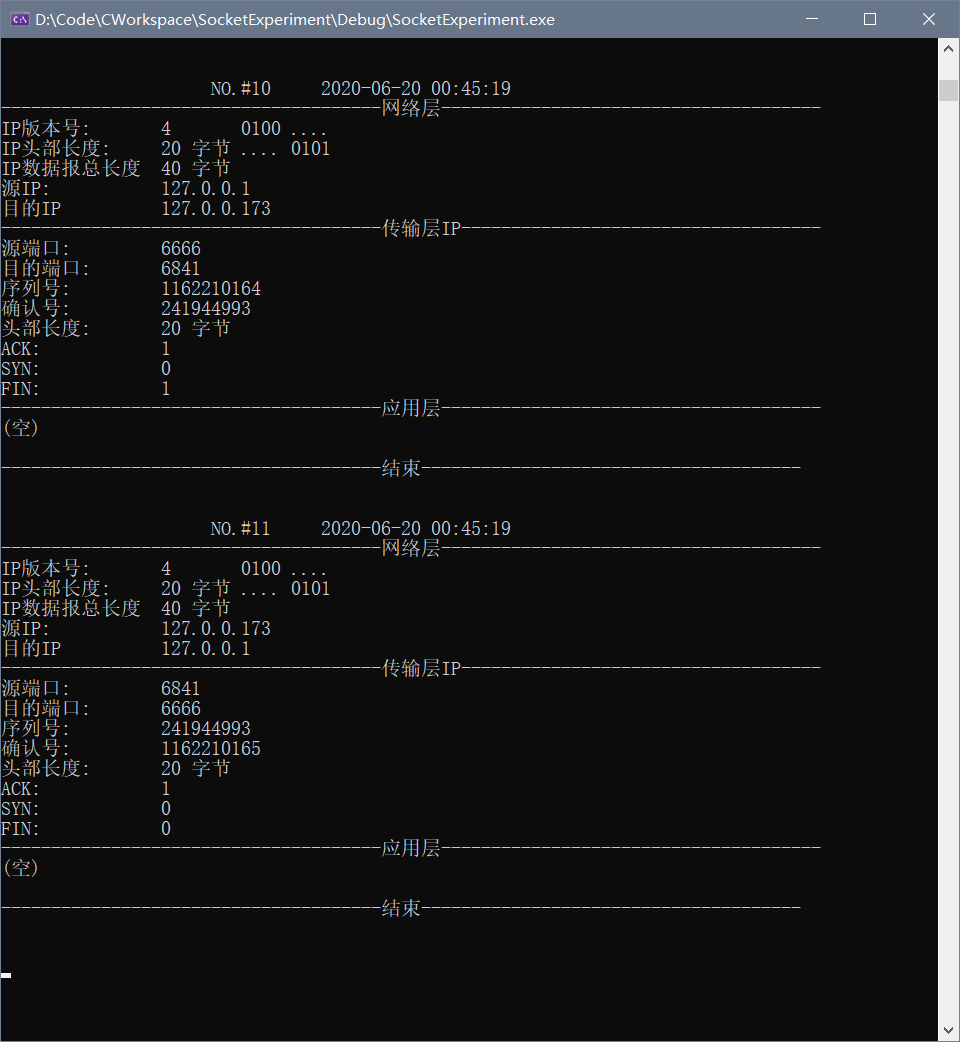 D:\Code\CWorkspace\SocketExperiment\Debug\SocketExperiment.exe
NO.#10 2020-06-20 00:45:19
--------------------------------------网络层--------------------------------------
IP版本号: 4 0100 ....
IP头部长度: 20 字节 .... 0101
IP数据报总长度 40 字节
源IP: 127.0.0.1
目的IP 127.0.0.173
--------------------------------------传输层IP------------------------------------
源端口: 6666
目的端口: 6841
序列号: 1162210164
确认号: 241944993
头部长度: 20 字节
ACK: 1
SYN: 0
FIN: 1
--------------------------------------应用层--------------------------------------
(空)
--------------------------------------结束--------------------------------------
NO.#11 2020-06-20 00:45:19
--------------------------------------网络层--------------------------------------
IP版本号: 4 0100 ....
IP头部长度: 20 字节 .... 0101
IP数据报总长度 40 字节
源IP: 127.0.0.173
目的IP 127.0.0.1
--------------------------------------传输层IP------------------------------------
源端口: 6841
目的端口: 6666
序列号: 241944993
确认号: 1162210165
头部长度: 20 字节
ACK: 1
SYN: 0
FIN: 0
--------------------------------------应用层--------------------------------------
(空)
--------------------------------------结束--------------------------------------